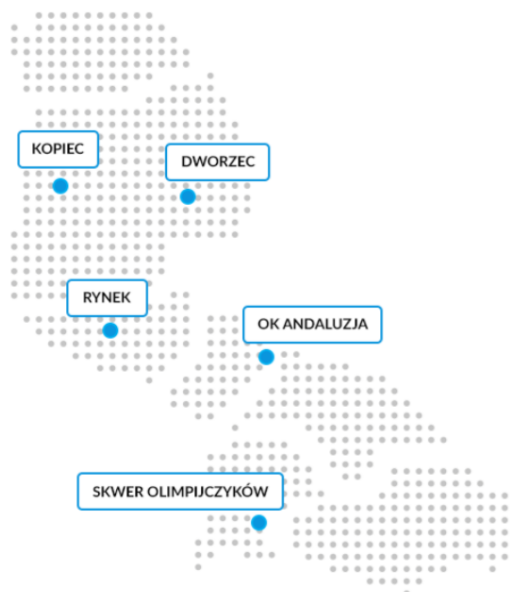 KOPIEC
DWORZEC
RYNEK
OK ANDALUZJA
SKWER OLIMPIJCZYKÓW